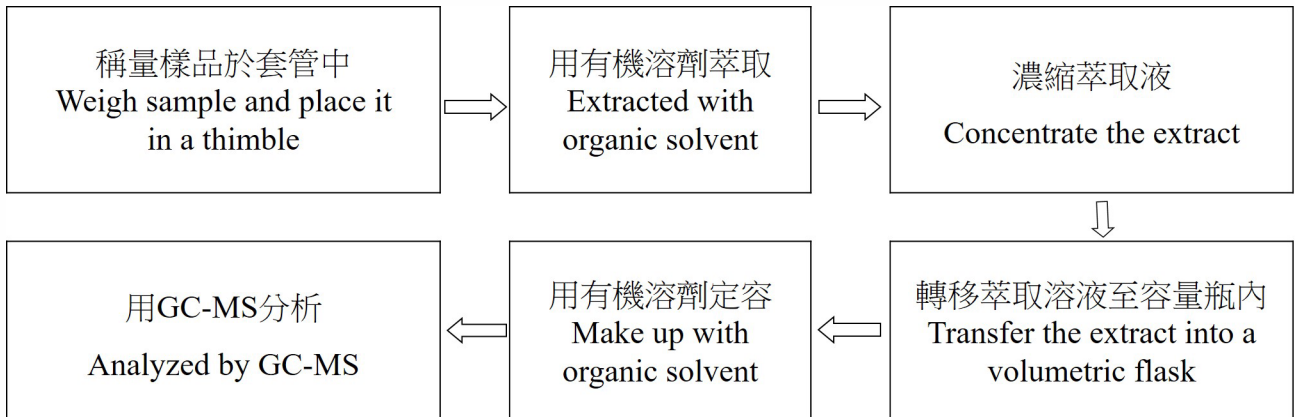 稱量樣品於套管中
Weigh sample and place it
in a thimble
用有機溶劑萃取
Extracted with
organic solvent
濃缩萃取液
Concentrate the extract
轉移萃取溶液至容量瓶內
Transfer the extract into a
volumetric flask
用有機溶劑定容
Make up with
organic solvent
用GC-MS分析
Analyzed by GC-MS